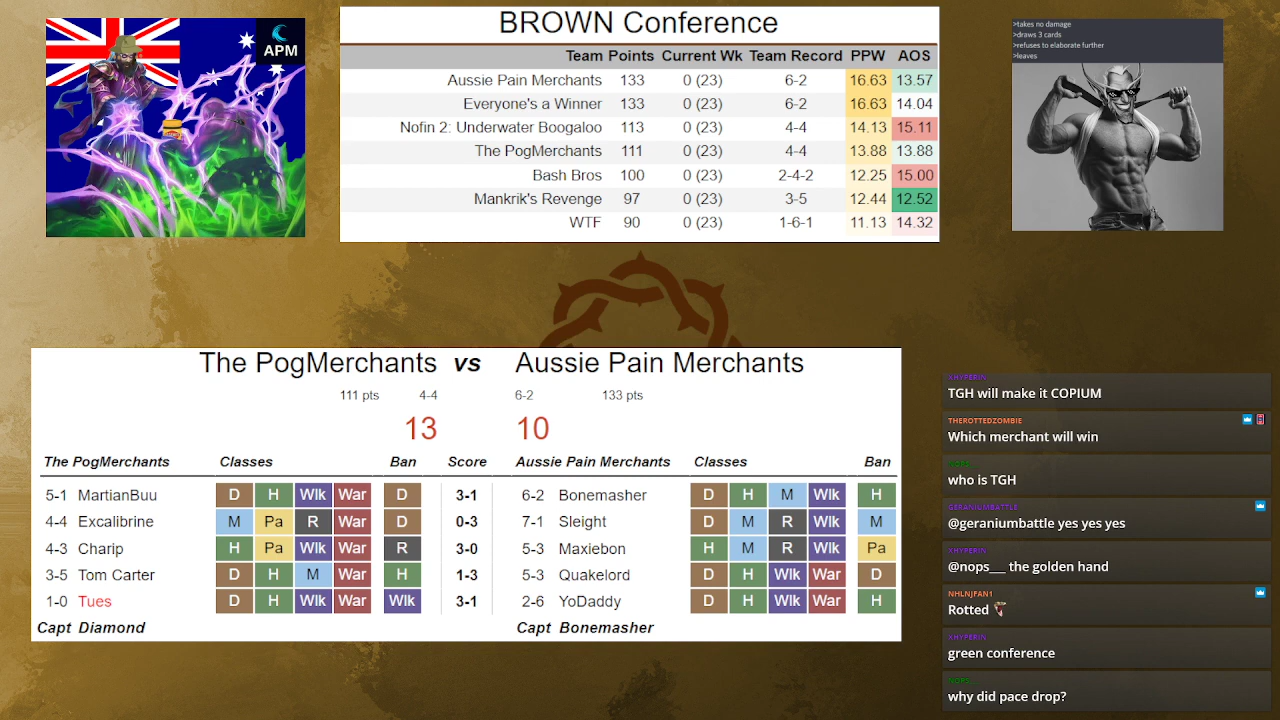 APM
BROWN Conference
Team Points Current Wk Team Record PPW AOS
Aussie Pain Merchants 133 0 (23) 6-2 16.63 13.57
Everyone's a Winner 133 0 (23) 6-2 16.63 14.04
Nofin 2: Underwater Boogaloo 113 0 (23) 4-4 14.13 15.11
The PogMerchants 111 0 (23) 4-4 13.88 13.88
Bash Bros 100 0 (23) 2-4-2 12.25 15.00
Mankrik's Revenge 97 0 (23) 3-5 12.44 12.52
WTF 90 0 (23) 1-6-1 11.13 14.32
>takes no damage
>draws 3 cards
>refuses to elaborate further
>leaves
The PogMerchants vs Aussie Pain Merchants
111 pts 4-4 6-2 133 pts
13 10
The PogMerchants Classes Ban Score Aussie Pain Merchants Classes Ban
5-1 MartianBuu D H Wlk War D 3-1 6-2 Bonemasher D H M Wlk H
4-4 Excalibrine M Pa R War D 0-3 7-1 Sleight D M R Wlk M
4-3 Charip H Pa Wlk War R 3-0 5-3 Maxiebon H M R Wlk Pa
3-5 Tom Carter D H M War H 1-3 5-3 Quakelord D H Wlk War D
1-0 Tues D H Wlk War Wlk 3-1 2-6 YoDaddy D H Wlk War H
Capt Diamond Capt Bonemasher
XHYPERIN
TGH will make it COPIUM
THEROTTEDZOMBIE
Which merchant will win
who is TGH
GERANIUMBATTLE
@geraniumbattle yes yes yes
XHYPERIN
@nops___ the golden hand
NHLNJFAN1
Rotted
XHYPERIN
green conference
why did pace drop?